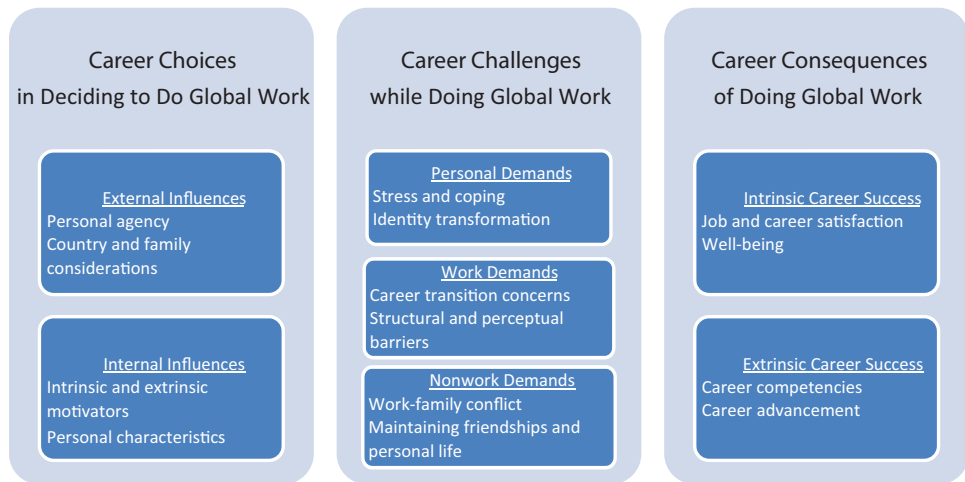 Career Choices
in Deciding to Do Global Work
External Influences
Personal agency
Country and family
considerations
Internal Influences
Intrinsic and extrinsic
motivators
Personal characteristics
Career Challenges
while Doing Global Work
Personal Demands
Stress and coping
Identity transformation
Work Demands
Career transition concerns
Structural and perceptual
barriers
Nonwork Demands
Work-family conflict
Maintaining friendships and
personal life
Career Consequences
of Doing Global Work
Intrinsic Career Success
Job and career satisfaction
Well-being
Extrinsic Career Success
Career competencies
Career advancement